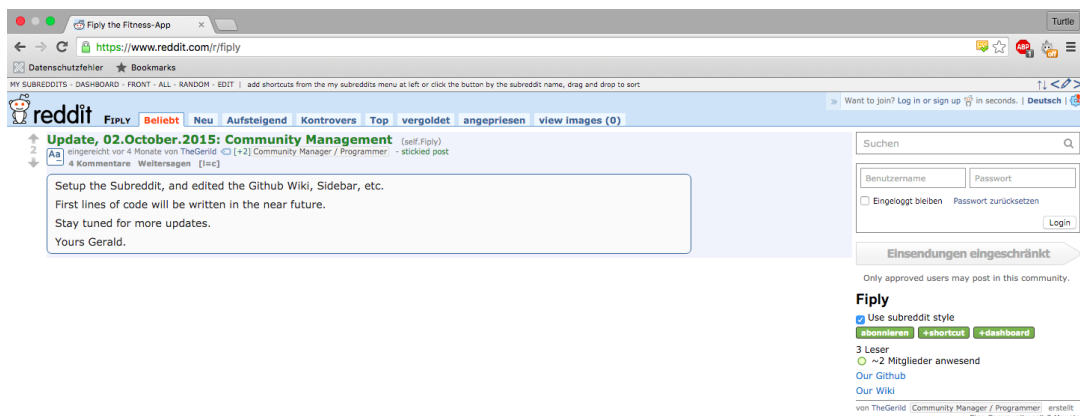 Fiply the Fitness-App
Turtle
https://www.reddit.com/r/fiply
Datenschutzfehler Bookmarks
MY SUBREDDITS - DASHBOARD - FRONT - ALL - RANDOM - EDIT | add shortcuts from the my subreddits menu at left or click the button by the subreddit name, drag and drop to sort
reddit FIPLY Beliebt Neu Aufsteigend Kontrovers Top vergoldet angepriesen view images (0)
Want to join? Log in or sign up in seconds. | Deutsch |
Update, 02.October.2015: Community Management (self.Fiply)
2
Aa eingereicht vor 4 Monate von TheGerild [+2] Community Manager / Programmer - stickied post
4 Kommentare Weitersagen [l=c]
Setup the Subreddit, and edited the Github Wiki, Sidebar, etc.
First lines of code will be written in the near future.
Stay tuned for more updates.
Yours Gerald.
Suchen
Benutzername Passwort
Eingeloggt bleiben Passwort zurücksetzen
Login
Einsendungen eingeschränkt
Only approved users may post in this community.
Fiply
Use subreddit style
abonnieren +shortcut +dashboard
3 Leser
~2 Mitglieder anwesend
Our Github
Our Wiki
von TheGerild Community Manager / Programmer erstellt